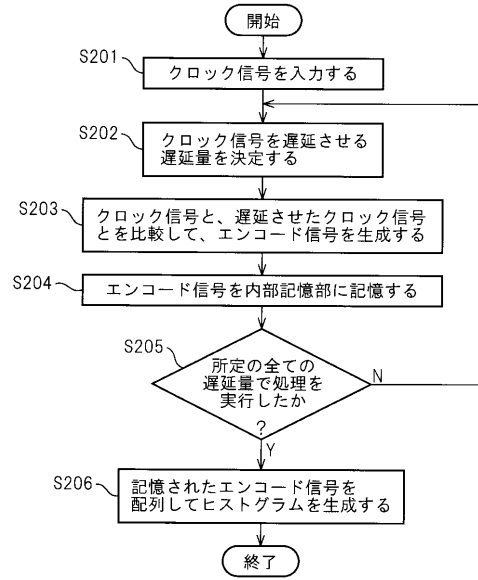 開始
S201
クロック信号を入力する
S202
クロック信号を遅延させる
遅延量を決定する
S203
クロック信号と、遅延させたクロック信号
とを比較して、エンコード信号を生成する
S204
エンコード信号を内部記憶部に記憶する
S205
所定の全ての
遅延量で処理を
実行したか
?
N
Y
S206
記憶されたエンコード信号を
配列してヒストグラムを生成する
終了